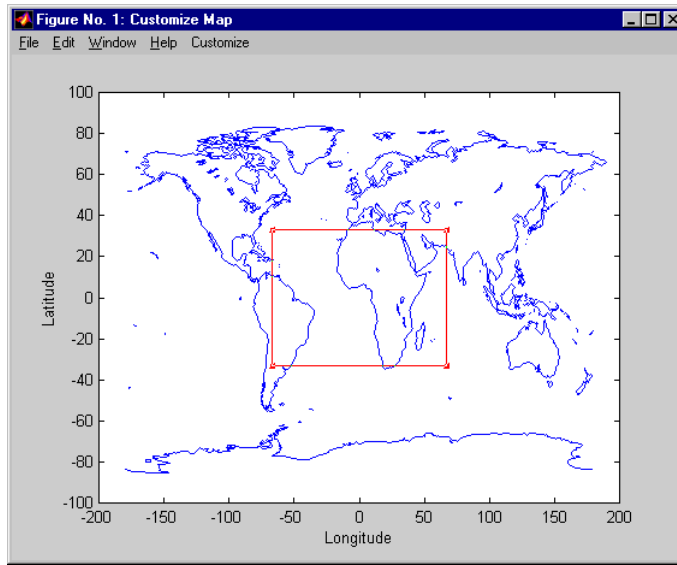 Figure No. 1: Customize Map
File Edit Window Help Customize
100
80
60
40
20
0
-20
-40
-60
-80
-100
Latitude
-200 -150 -100 -50 0 50 100 150 200
Longitude